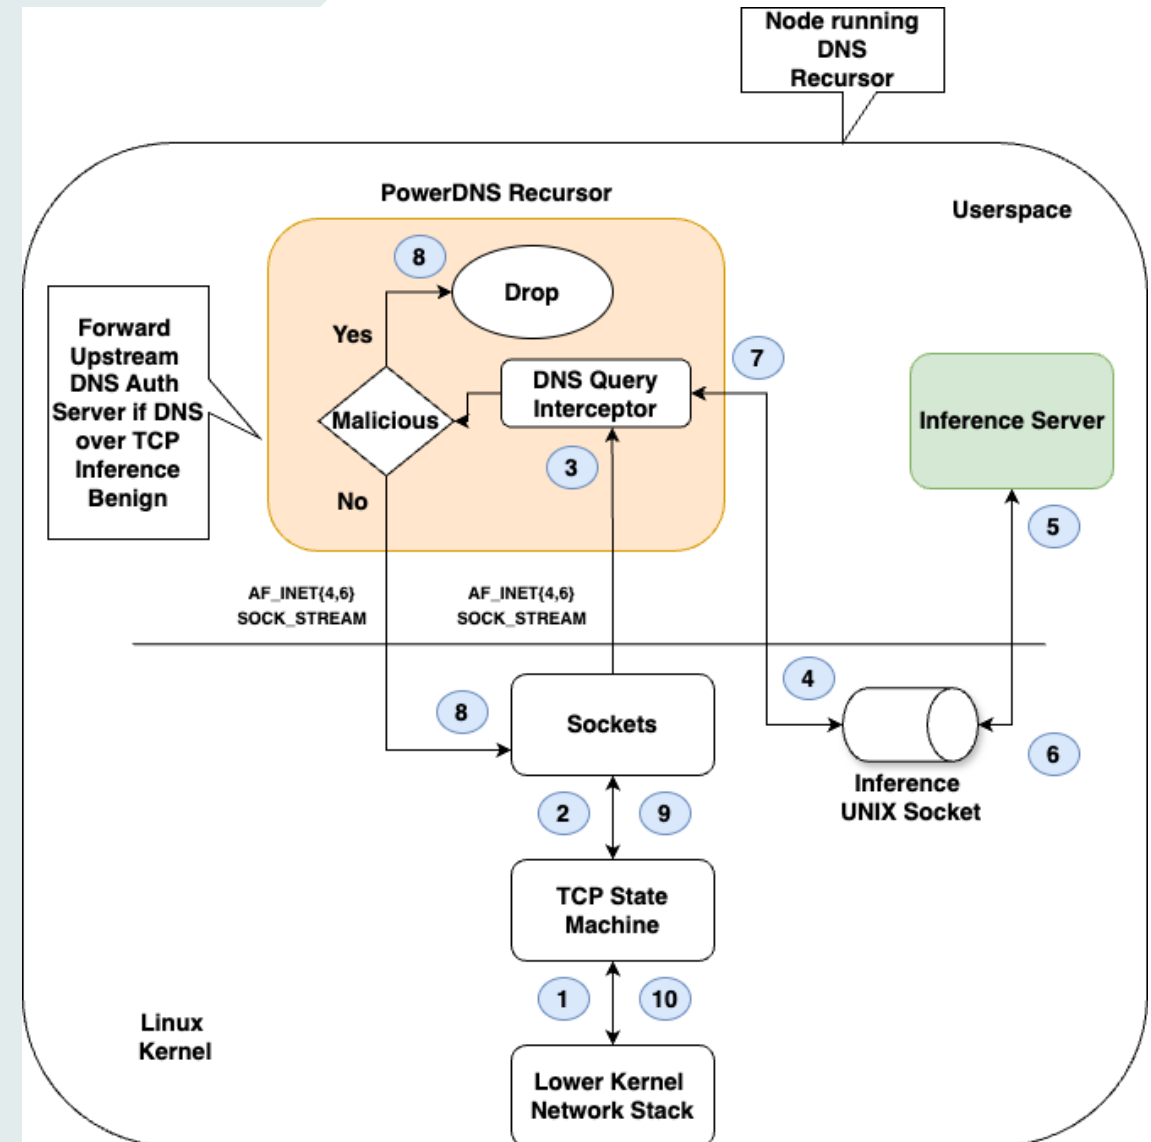 Node running
DNS
Recursor
PowerDNS Recursor
Userspace
8
Drop
Yes
Forward
Upstream
DNS Auth
Server if DNS
over TCP
Inference
Benign
Malicious
DNS Query
Interceptor
7
3
No
Inference Server
5
AF_INET{4,6}
SOCK_STREAM
AF_INET{4,6}
SOCK_STREAM
4
8
Sockets
6
Inference
UNIX Socket
2
9
TCP State
Machine
1
10
Linux
Kernel
Lower Kernel
Network Stack